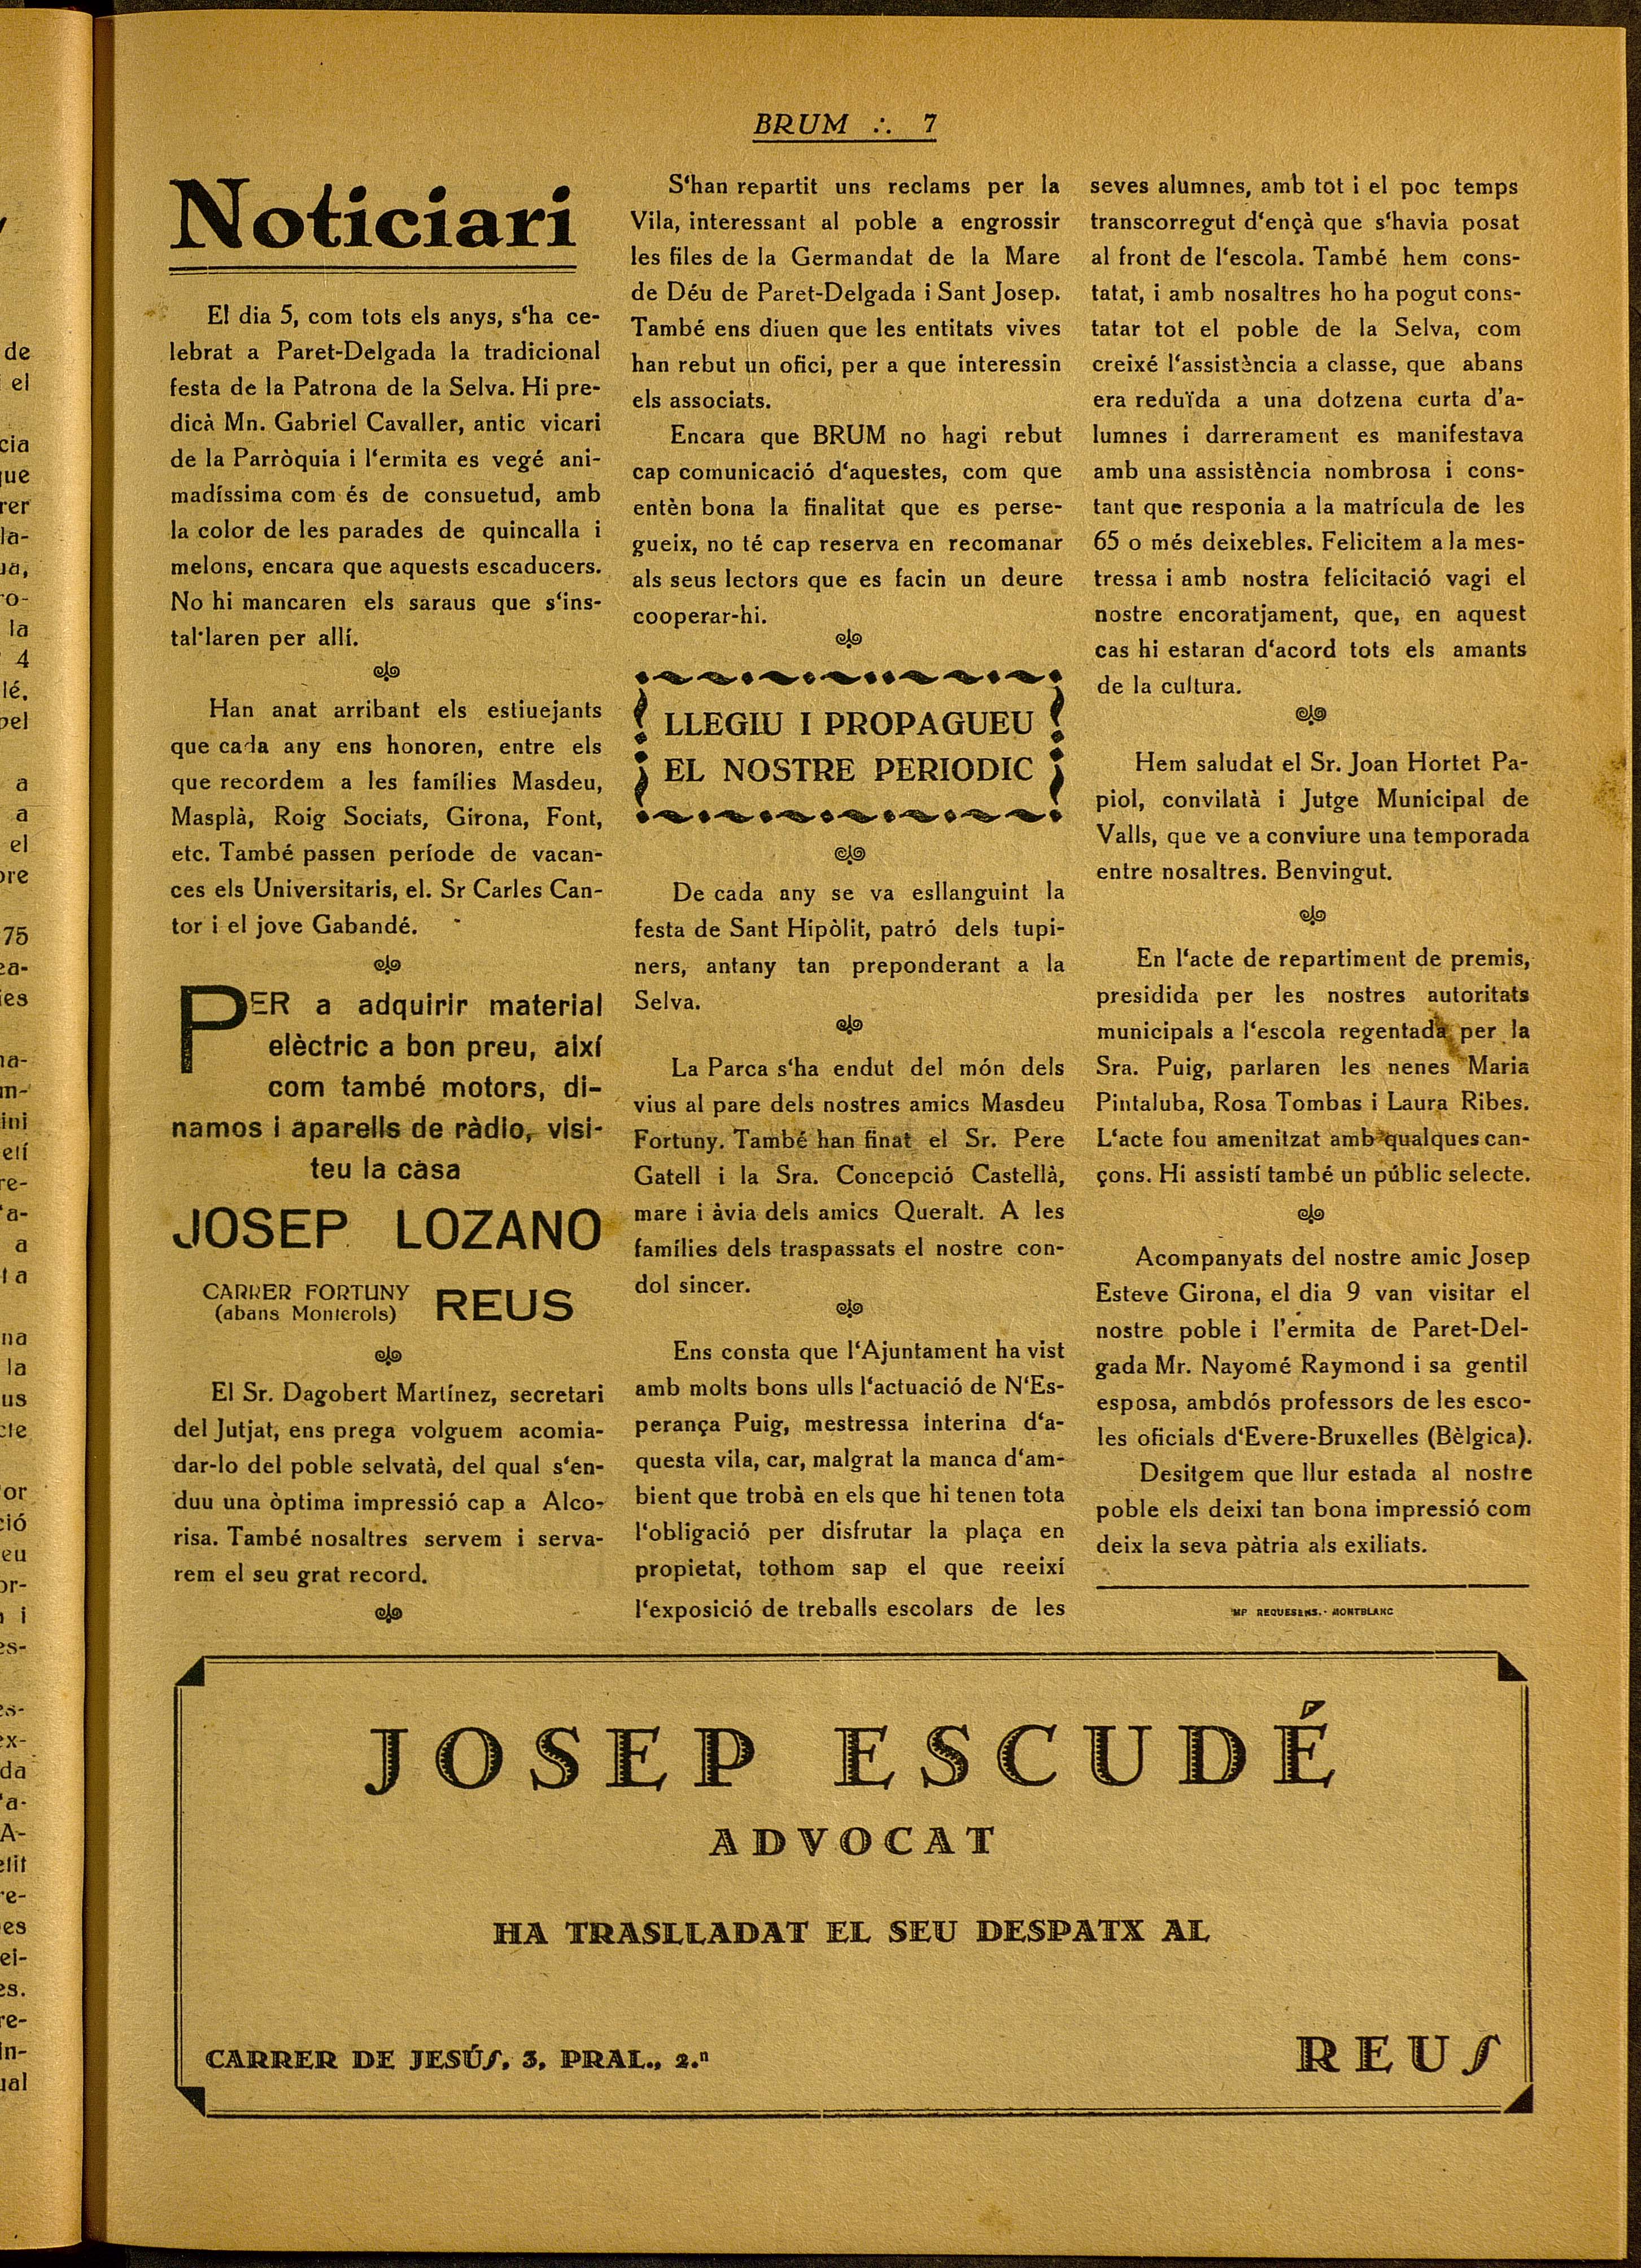 BRUM ∴ 7
Noticiari
El dia 5, com tots els anys, s‘ha ce-
lebrat a Paret-Delgada la tradicional
festa de la Patrona de la Selva. Hi pre-
dicà Mn. Gabriel Cavaller, antic vicari
de la Parròquia i l‘ermita es vegé ani-
madíssima com és de consuetud, amb
la color de les parades de quincalla i
melons, encara que aquests escaducers.
No hi mancaren els saraus que s‘ins-
tal·laren per allí.
Han anat arribant els estiuejants
que cada any ens honoren, entre els
que recordem a les famílies Masdeu,
Masplà, Roig Sociats, Girona, Font,
etc. També passen període de vacan-
ces els Universitaris, el. Sr Carles Can-
tor i el jove Gabandé.
PER a adquirir material
elèctric a bon preu, així
com també motors, di-
namos i aparells de ràdio, visi-
teu la casa
JOSEP LOZANO
CARRER FORTUNY
(abans Monterols)
REUS
El Sr. Dagobert Martínez, secretari
del Jutjat, ens prega volguem acomia-
dar-lo del poble selvatà, del qual s‘en-
duu una òptima impressió cap a Alco-
risa. També nosaltres servem i serva-
rem el seu grat record.
S‘han repartit uns reclams per la
Vila, interessant al poble a engrossir
les files de la Germandat de la Mare
de Déu de Paret-Delgada i Sant Josep.
També ens diuen que les entitats vives
han rebut un ofici, per a que interessin
els associats.
Encara que BRUM no hagi rebut
cap comunicació d‘aquestes, com que
entèn bona la finalitat que es perse-
gueix, no té cap reserva en recomanar
als seus lectors que es facin un deure
cooperar-hi.
LLEGIU I PROPAGUEU
EL NOSTRE PERIODIC
De cada any se va esllanguint la
festa de Sant Hipòlit, patró dels tupi-
ners, antany tan preponderant a la
Selva.
La Parca s‘ha endut del món dels
vius al pare dels nostres amics Masdeu
Fortuny. També han finat el Sr. Pere
Gatell i la Sra. Concepció Castellà,
mare i àvia dels amics Queralt. A les
famílies dels traspassats el nostre con-
dol sincer.
Ens consta que l‘Ajuntament ha vist
amb molts bons ulls l‘actuació de N‘Es-
perança Puig, mestressa interina d‘a-
questa vila, car, malgrat la manca d‘am-
bient que trobà en els que hi tenen tota
l‘obligació per disfrutar la plaça en
propietat, tothom sap el que reeixí
l‘exposició de treballs escolars de les
seves alumnes, amb tot i el poc temps
transcorregut d‘ençà que s‘havia posat
al front de l‘escola. També hem cons-
tatat, i amb nosaltres ho ha pogut cons-
tatar tot el poble de la Selva, com
creixé l‘assistència a classe, que abans
era reduïda a una dotzena curta d’a-
lumnes i darrerament es manifestava
amb una assistència nombrosa i cons-
tant que responia a la matrícula de les
65 o més deixebles. Felicitem a la mes-
tressa i amb nostra felicitació vagi el
nostre encoratjament, que, en aquest
cas hi estaran d‘acord tots els amants
de la cultura.
Hem saludat el Sr. Joan Hortet Pa-
piol, convilatà i Jutge Municipal de
Valls, que ve a conviure una temporada
entre nosaltres. Benvingut.
En l‘acte de repartiment de premis,
presidida per les nostres autoritats
municipals a l‘escola regentada per la
Sra. Puig, parlaren les nenes Maria
Pintaluba, Rosa Tombas i Laura Ribes.
L‘acte fou amenitzat amb qualques can-
çons. Hi assistí també un públic selecte.
Acompanyats del nostre amic Josep
Esteve Girona, el dia 9 van visitar el
nostre poble i l’ermita de Paret-Del-
gada Mr. Nayomé Raymond i sa gentil
esposa, ambdós professors de les esco-
les oficials d‘Evere-Bruxelles (Bèlgica).
Desitgem que llur estada al nostre
poble els deixi tan bona impressió com
deix la seva pàtria als exiliats.
MP REQUESENS.- MONTBLANC
JOSEP ESCUDÉ
ADVOCAT
HA TRASLLADAT EL SEU DESPATX AL
CARRER DE JESÚS, 3, PRAL., 2.ⁿ
REUS